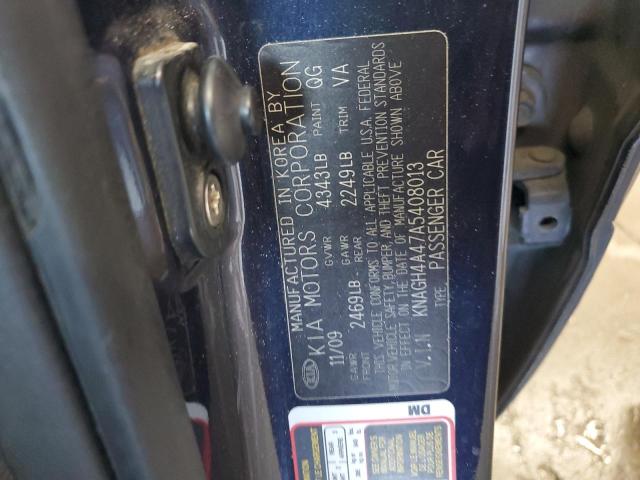 MANUFACTURED IN KOREA BY
KIA KIA MOTORS CORPORATION
11/09 GVWR 4343LB PAINT QG
GAWR FRONT 2469LB GAWR REAR 2249LB TRIM VA
THIS VEHICLE CONFORMS TO ALL APPLICABLE U.S.A. FEDERAL
MOTOR VEHICLE SAFETY, BUMPER, AND THEFT PREVENTION STANDARDS
IN EFFECT ON THE DATE OF MANUFACTURE SHOWN ABOVE
V.I.N KNAGH4A47A5408013
TYPE: PASSENGER CAR
DM